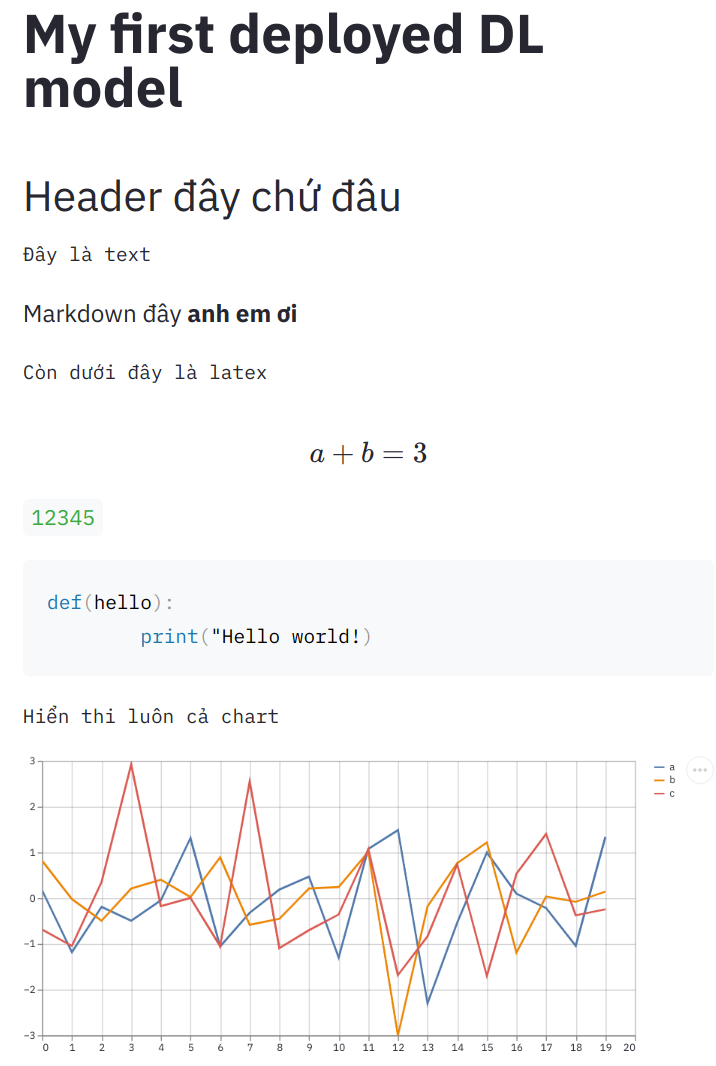 My first deployed DL
model
Header đây chứ đâu
Đây là text
Markdown đây anh em ơi
Còn dưới đây là latex
a + b = 3
12345
def(hello):
print("Hello world!)
Hiển thi luôn cả chart
3
2
1
0
−1
−2
−3
0 1 2 3 4 5 6 7 8 9 10 11 12 13 14 15 16 17 18 19 20
a
b
c